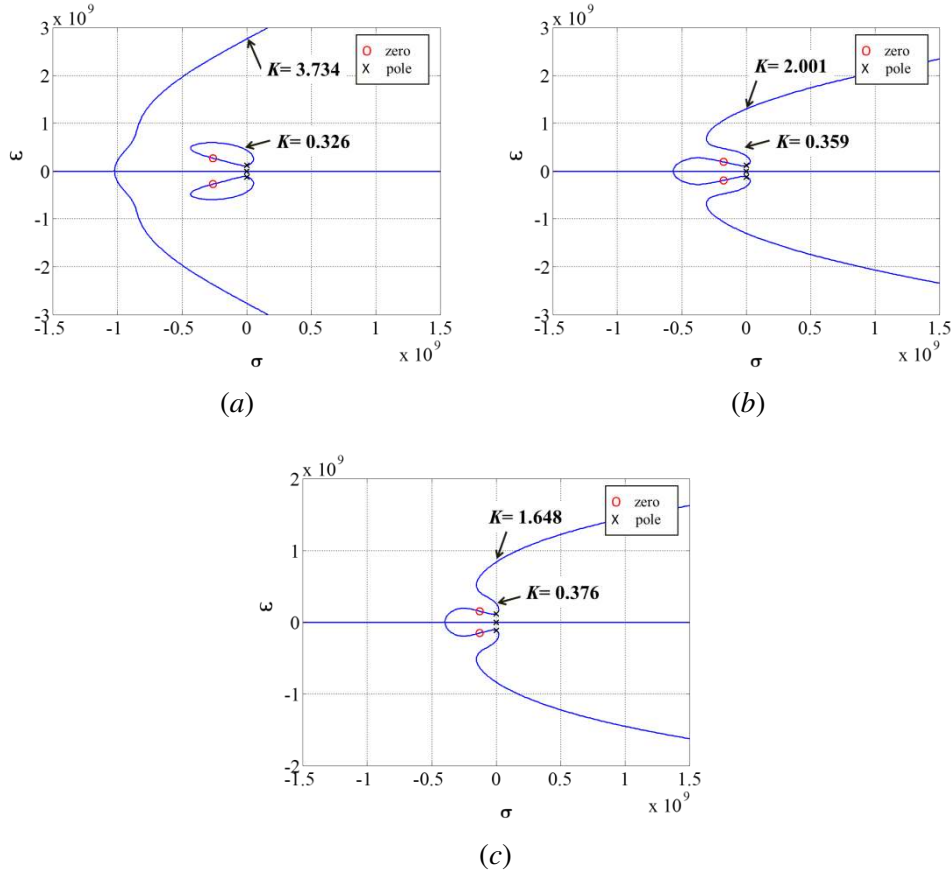 x 10^9
3
2
1
0
-1
-2
-3
ε
K= 3.734
K= 0.326
O zero
x pole
-1.5 -1 -0.5 0 0.5 1 1.5
x 10^9
σ
(a)
x 10^9
3
2
1
0
-1
-2
-3
ε
K= 2.001
K= 0.359
O zero
x pole
-1.5 -1 -0.5 0 0.5 1 1.5
x 10^9
σ
(b)
x 10^9
2
1
0
-1
-2
ε
K= 1.648
K= 0.376
O zero
x pole
-1.5 -1 -0.5 0 0.5 1 1.5
x 10^9
σ
(c)